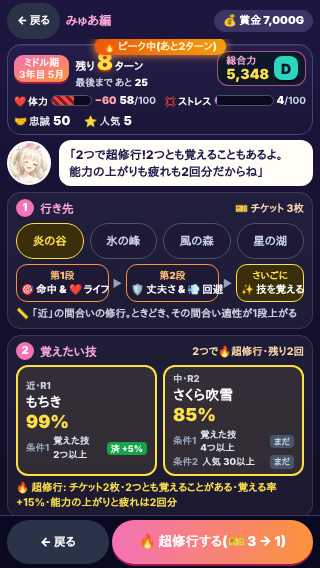 ← 戻る
みゅあ編
💰 賞金 7,000G
🔥 ピーク中(あと2ターン)
ミドル期
3年目 5月
残り 8 ターン
最後まで あと 25
総合力
5,348
D
❤️ 体力 −60 58/100
💢 ストレス 4/100
🤝 忠誠 50 ⭐ 人気 5
「2つで超修行!2つとも覚えることもあるよ。
能力の上がりも疲れも2回分だからね」
1 行き先
🎫 チケット 3枚
炎の谷
氷の峰
風の森
星の湖
第1段
🎯 命中 & ❤️ ライフ
▶
第2段
🛡️ 丈夫さ & 💨 回避
▶
さいごに
✨ 技を覚える
📏 「近」の間合いの修行。ときどき、その間合い適性が1段上がる
2 覚えたい技
2つで🔥超修行・残り2回
近・R1
もちき
99%
条件1 覚えた技
2つ以上
済 +5%
中・R2
さくら吹雪
85%
条件1 覚えた技
4つ以上
まだ
条件2 人気 30以上
まだ
🔥 超修行: チケット2枚・2つとも覚えることがある・覚える率
+15%・能力の上がりと疲れは2回分
← 戻る
🔥 超修行する(🎫 3 → 1)